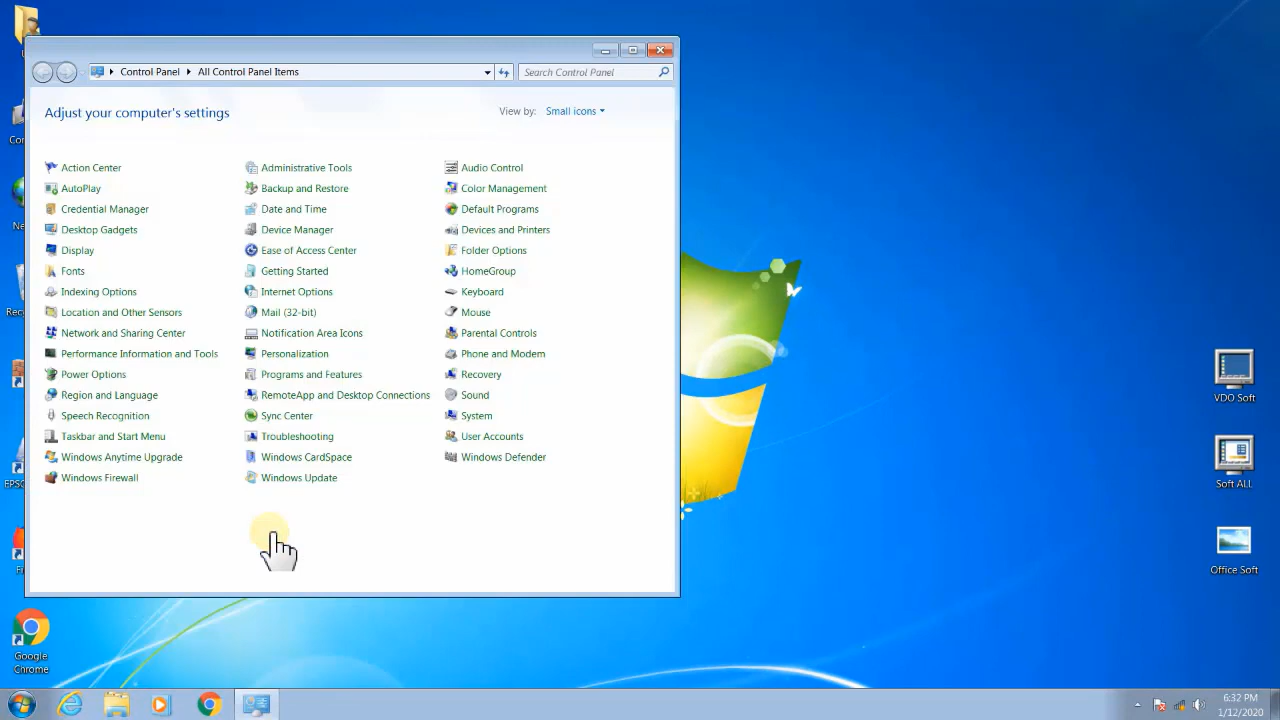 Control Panel
All Control Panel Items
Search Control Panel
Adjust your computer's settings
View by: Small icons
Action Center
Administrative Tools
Audio Control
AutoPlay
Backup and Restore
Color Management
Credential Manager
Date and Time
Default Programs
Desktop Gadgets
Device Manager
Devices and Printers
Display
Ease of Access Center
Folder Options
Fonts
Getting Started
HomeGroup
Indexing Options
Internet Options
Keyboard
Location and Other Sensors
Mail (32-bit)
Mouse
Network and Sharing Center
Notification Area Icons
Parental Controls
Performance Information and Tools
Personalization
Phone and Modem
Power Options
Programs and Features
Recovery
Region and Language
RemoteApp and Desktop Connections
Sound
Speech Recognition
Sync Center
System
Taskbar and Start Menu
Troubleshooting
User Accounts
Windows Anytime Upgrade
Windows CardSpace
Windows Defender
Windows Firewall
Windows Update
VDO Soft
Soft ALL
Office Soft
Google
Chrome
6:32 PM
1/12/2020